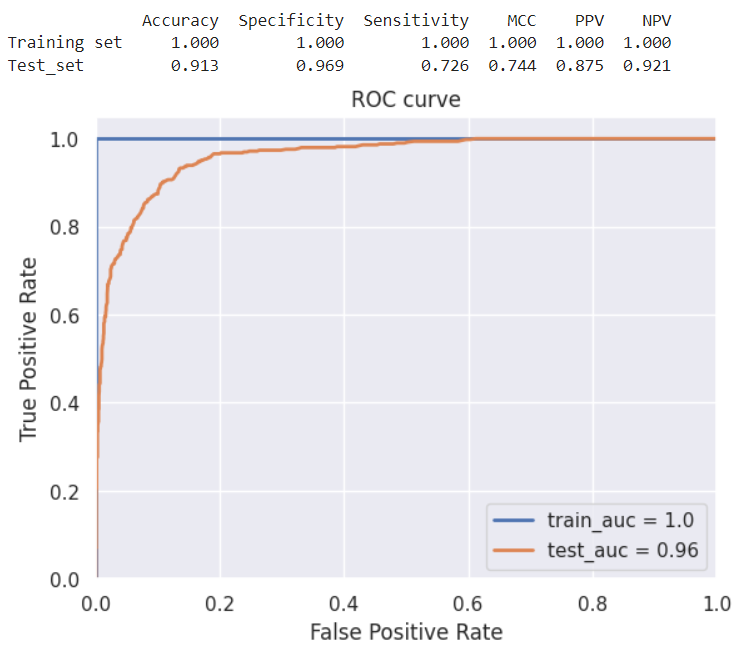 Accuracy Specificity Sensitivity MCC PPV NPV
Training set 1.000 1.000 1.000 1.000 1.000 1.000
Test_set 0.913 0.969 0.726 0.744 0.875 0.921
ROC curve
1.0
0.8
0.6
0.4
0.2
0.0
True Positive Rate
train_auc = 1.0
test_auc = 0.96
0.0 0.2 0.4 0.6 0.8 1.0
False Positive Rate